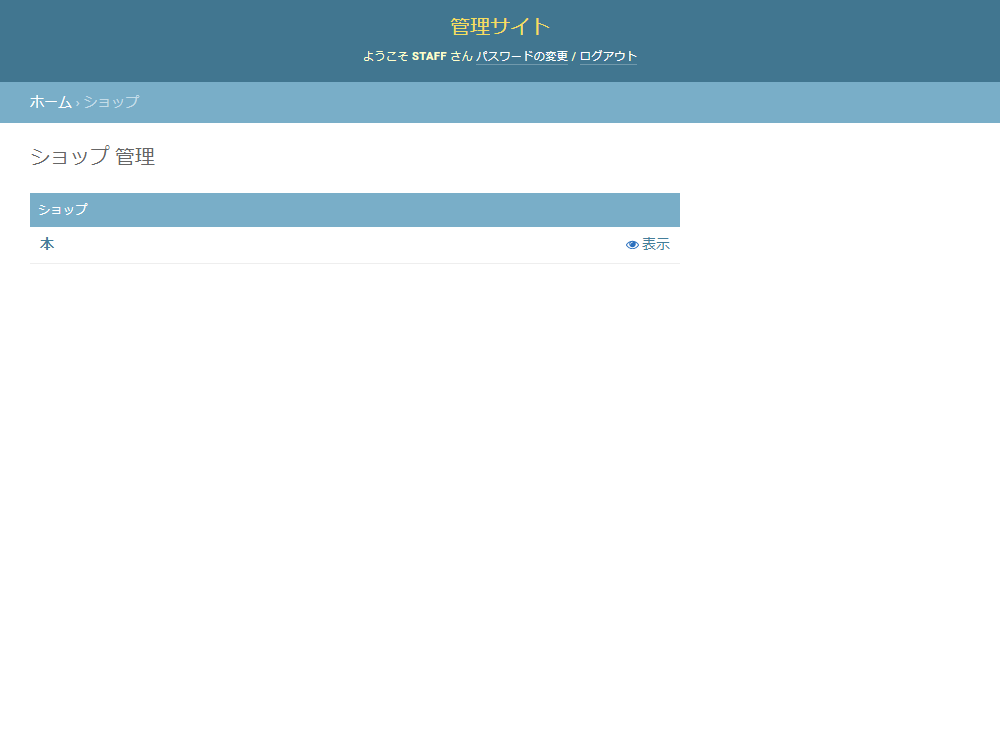 管理サイト
ようこそ STAFF さん パスワードの変更 / ログアウト
ホーム › ショップ
ショップ 管理
ショップ
本 表示